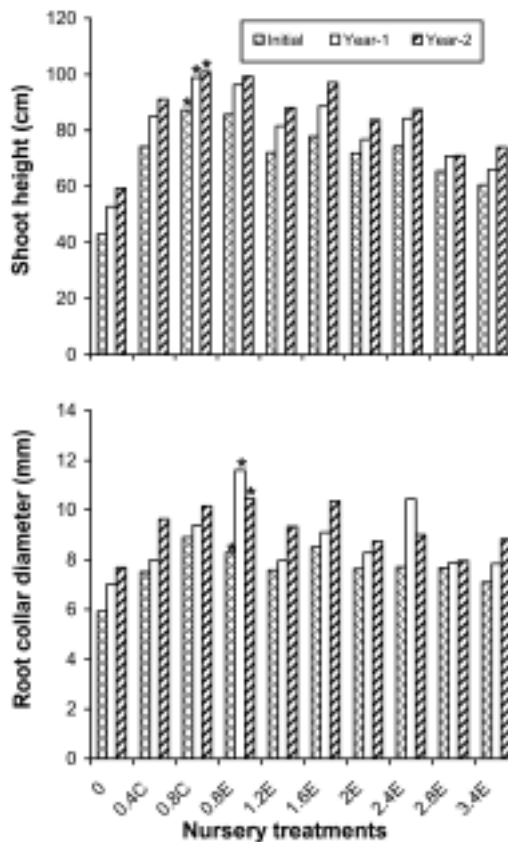 Initial Year-1 Year-2
Shoot height (cm)
120
100
80
60
40
20
0
* * *
Root collar diameter (mm)
14
12
10
8
6
4
2
0
* * *
0 0.4C 0.8C 0.8E 1.2E 1.6E 2E 2.4E 2.8E 3.4E
Nursery treatments